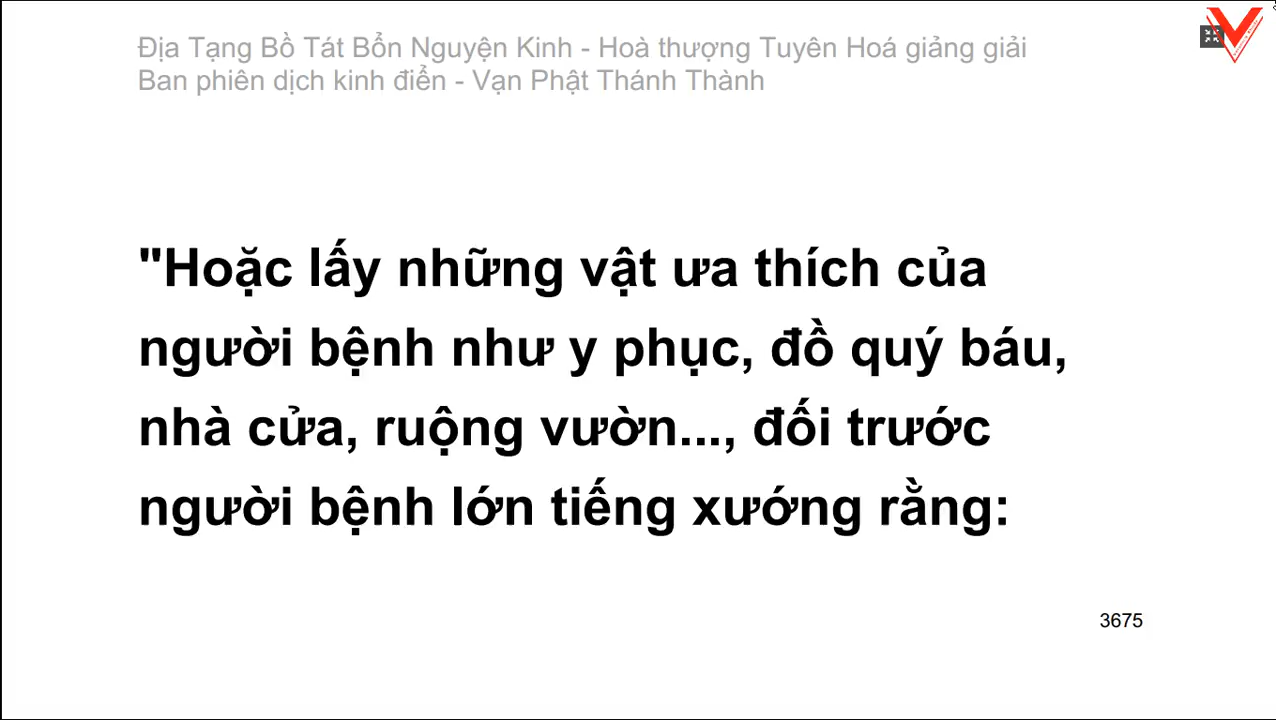 Địa Tạng Bồ Tát Bổn Nguyện Kinh - Hoà thượng Tuyên Hoá giảng giải
Ban phiên dịch kinh điển - Vạn Phật Thánh Thành
"Hoặc lấy những vật ưa thích của
người bệnh như y phục, đồ quý báu,
nhà cửa, ruộng vườn..., đối trước
người bệnh lớn tiếng xướng rằng:
3675